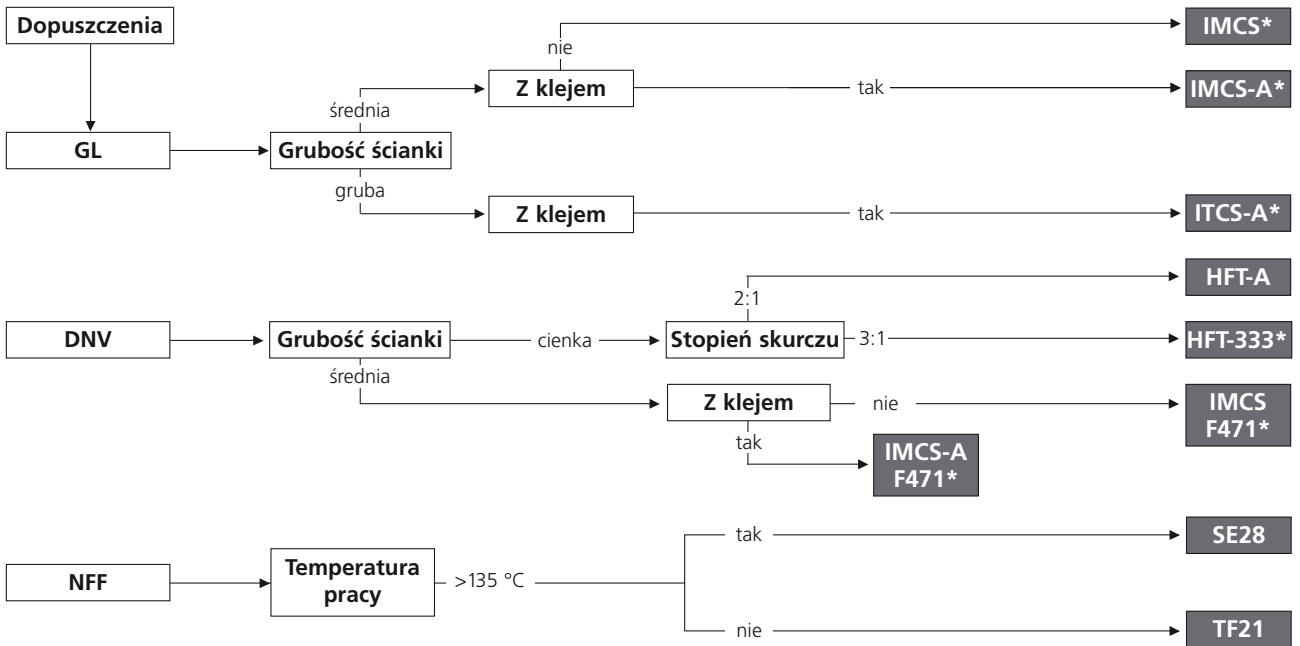 Dopuszczenia
IMCS*
nie
Z klejem
tak
IMCS-A*
średnia
GL
Grubość ścianki
gruba
Z klejem
tak
ITCS-A*
HFT-A
2:1
DNV
Grubość ścianki
cienka
Stopień skurczu
3:1
HFT-333*
średnia
Z klejem
nie
IMCS
F471*
tak
IMCS-A
F471*
tak
SE28
NFF
Temperatura
pracy
>135 °C
nie
TF21